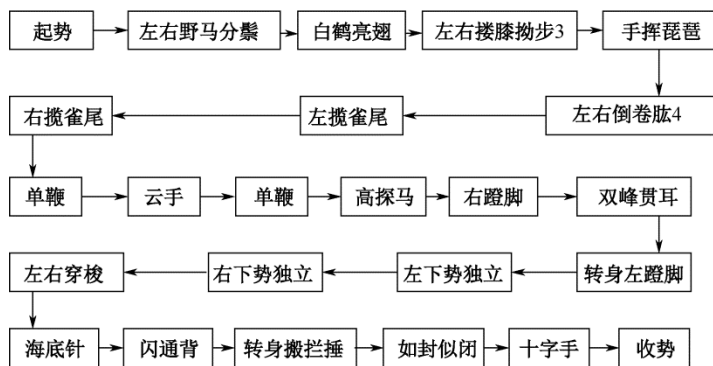 起势 左右野马分鬃 白鹤亮翅 左右搂膝拗步3 手挥琵琶
右揽雀尾 左揽雀尾 左右倒卷肱4
单鞭 云手 单鞭 高探马 右蹬脚 双峰贯耳
左右穿梭 右下势独立 左下势独立 转身左蹬脚
海底针 闪通背 转身搬拦捶 如封似闭 十字手 收势